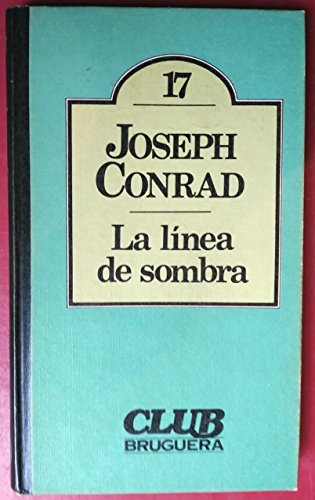 17
JOSEPH
CONRAD
La línea
de sombra
CLUB
BRUGUERA